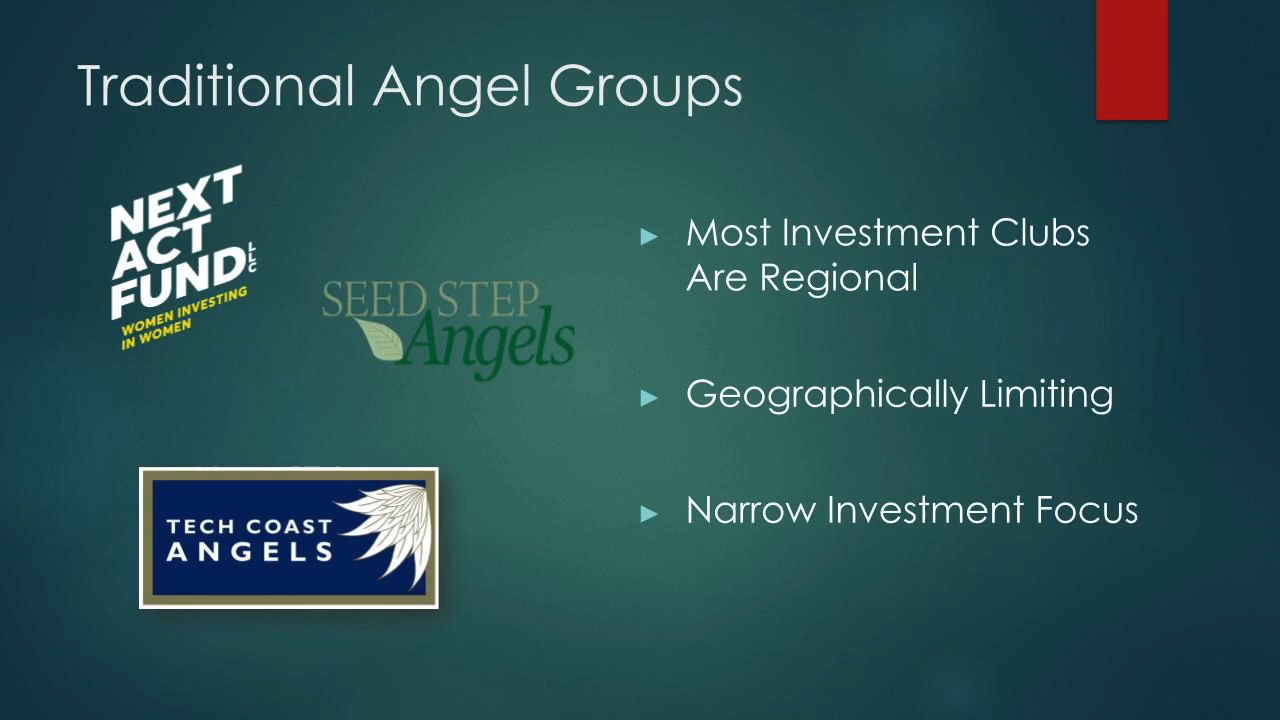 Traditional Angel Groups
NEXT
ACT
FUND LLC
WOMEN INVESTING
IN WOMEN
SEED STEP
Angels
TECH COAST
ANGELS
Most Investment Clubs
Are Regional
Geographically Limiting
Narrow Investment Focus